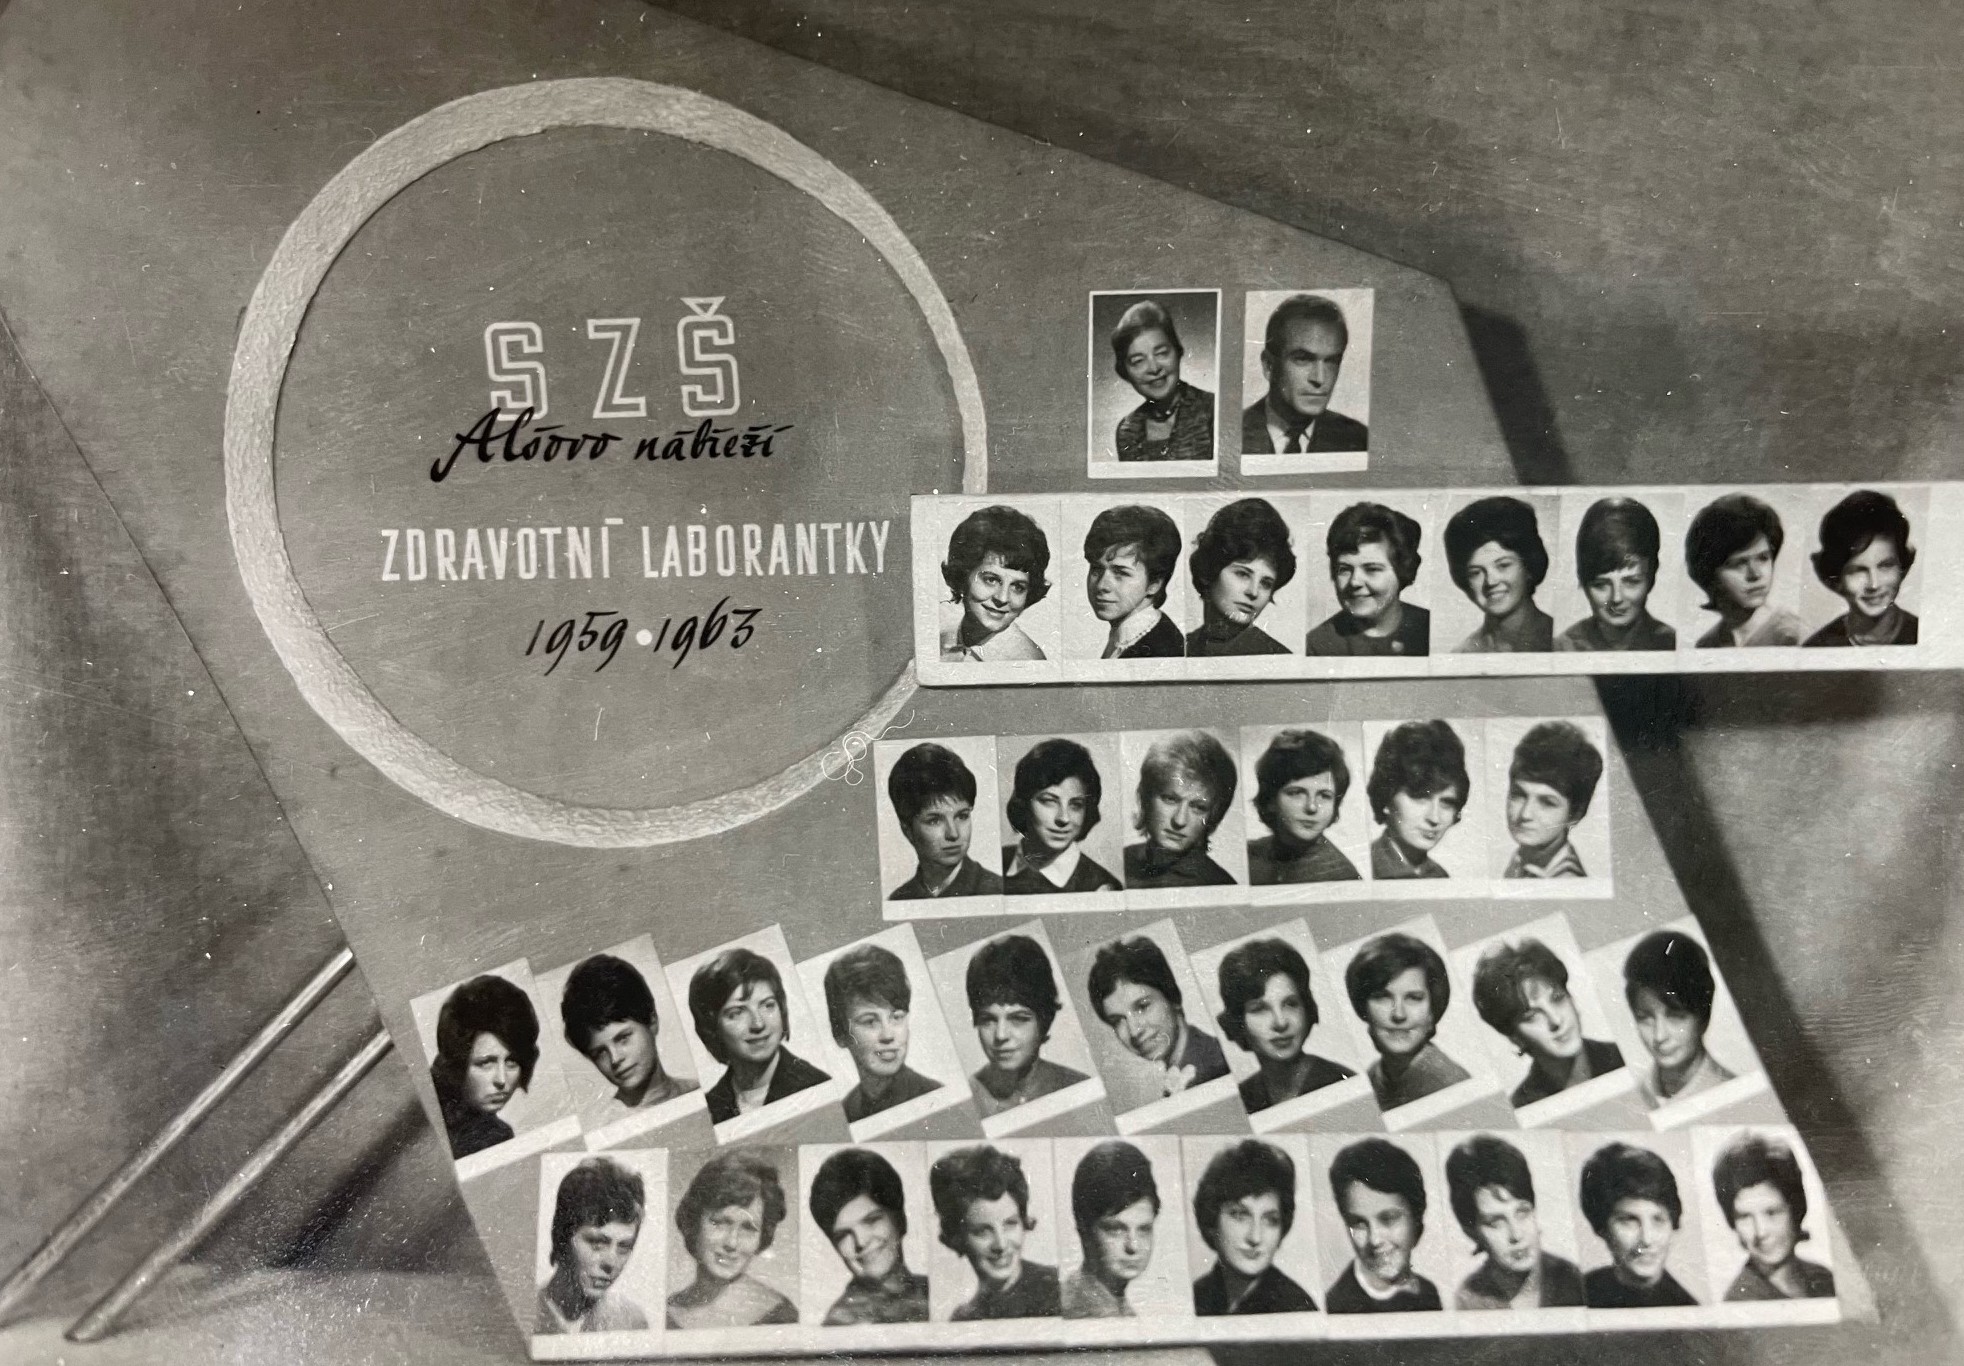 SZŠ
Alšovo nábřeží
ZDRAVOTNÍ LABORANTKY
1959 • 1963